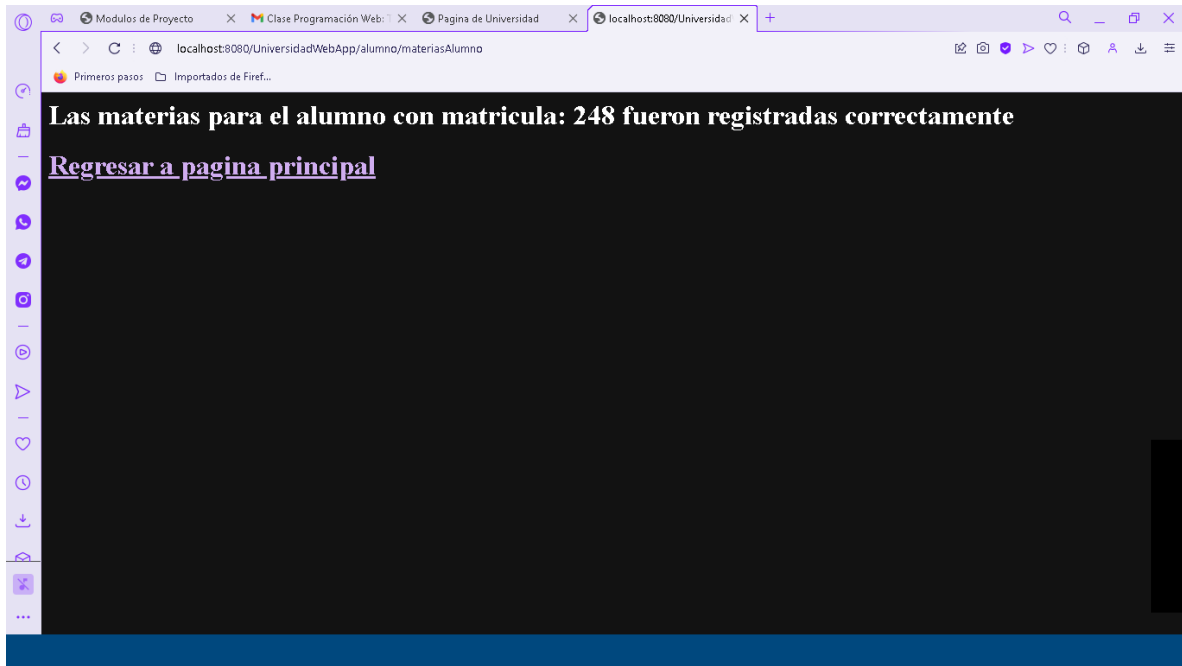 Modulos de Proyecto
Clase Programación Web:
Pagina de Universidad
localhost:8080/Universidad
localhost:8080/UniversidadWebApp/alumno/materiasAlumno
Primeros pasos
Importados de Firef...
Las materias para el alumno con matricula: 248 fueron registradas correctamente
Regresar a pagina principal